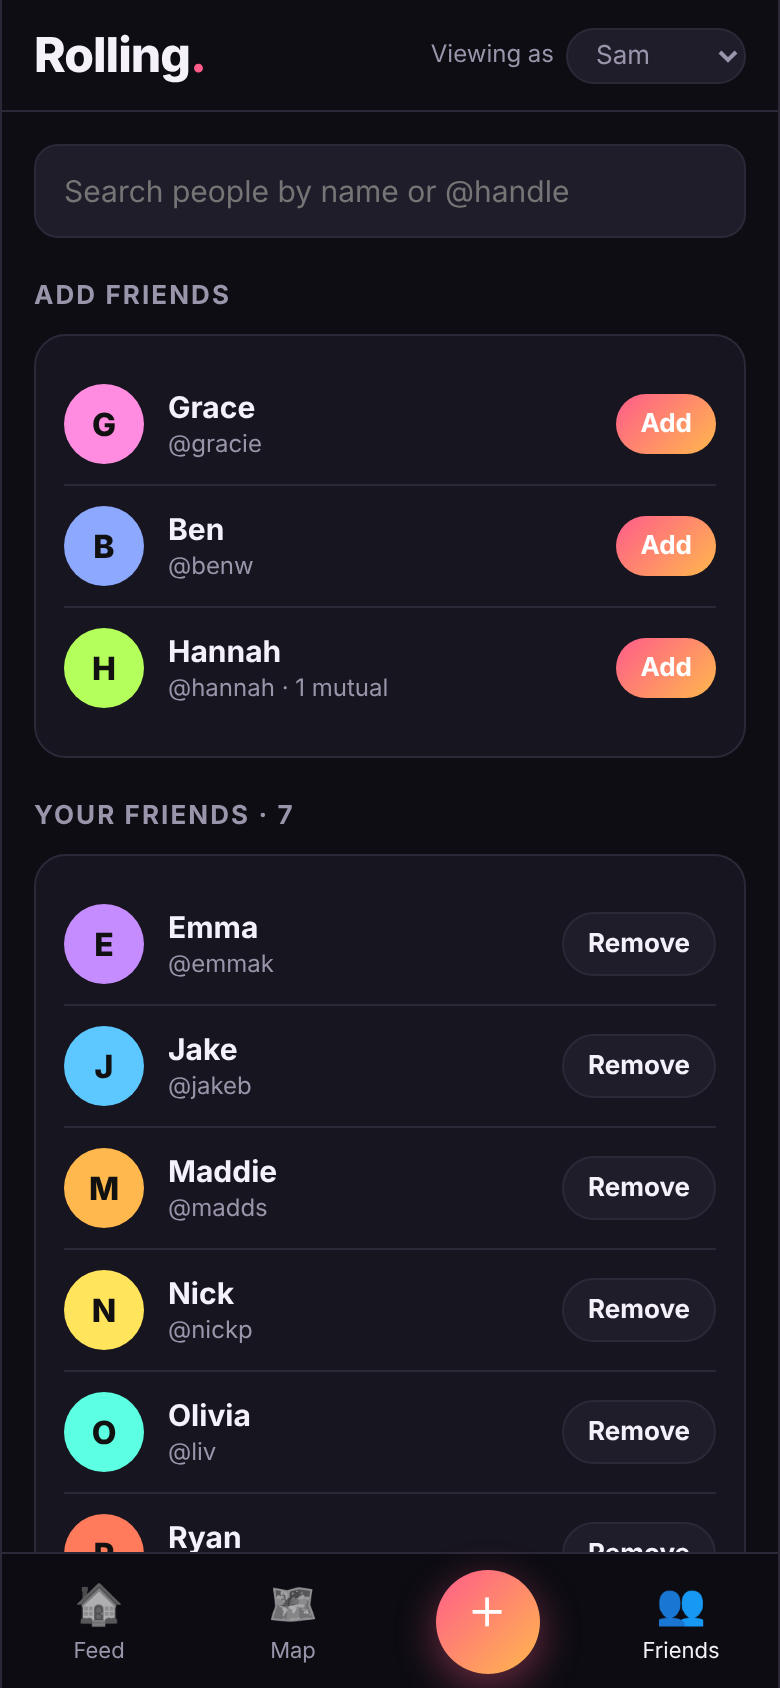 Rolling.
Viewing as Sam
Search people by name or @handle
ADD FRIENDS
G
Grace
@gracie
Add
B
Ben
@benw
Add
H
Hannah
@hannah · 1 mutual
Add
YOUR FRIENDS · 7
E
Emma
@emmak
Remove
J
Jake
@jakeb
Remove
M
Maddie
@madds
Remove
N
Nick
@nickp
Remove
O
Olivia
@liv
Remove
R
Ryan
Remove
+
Feed
Map
Friends